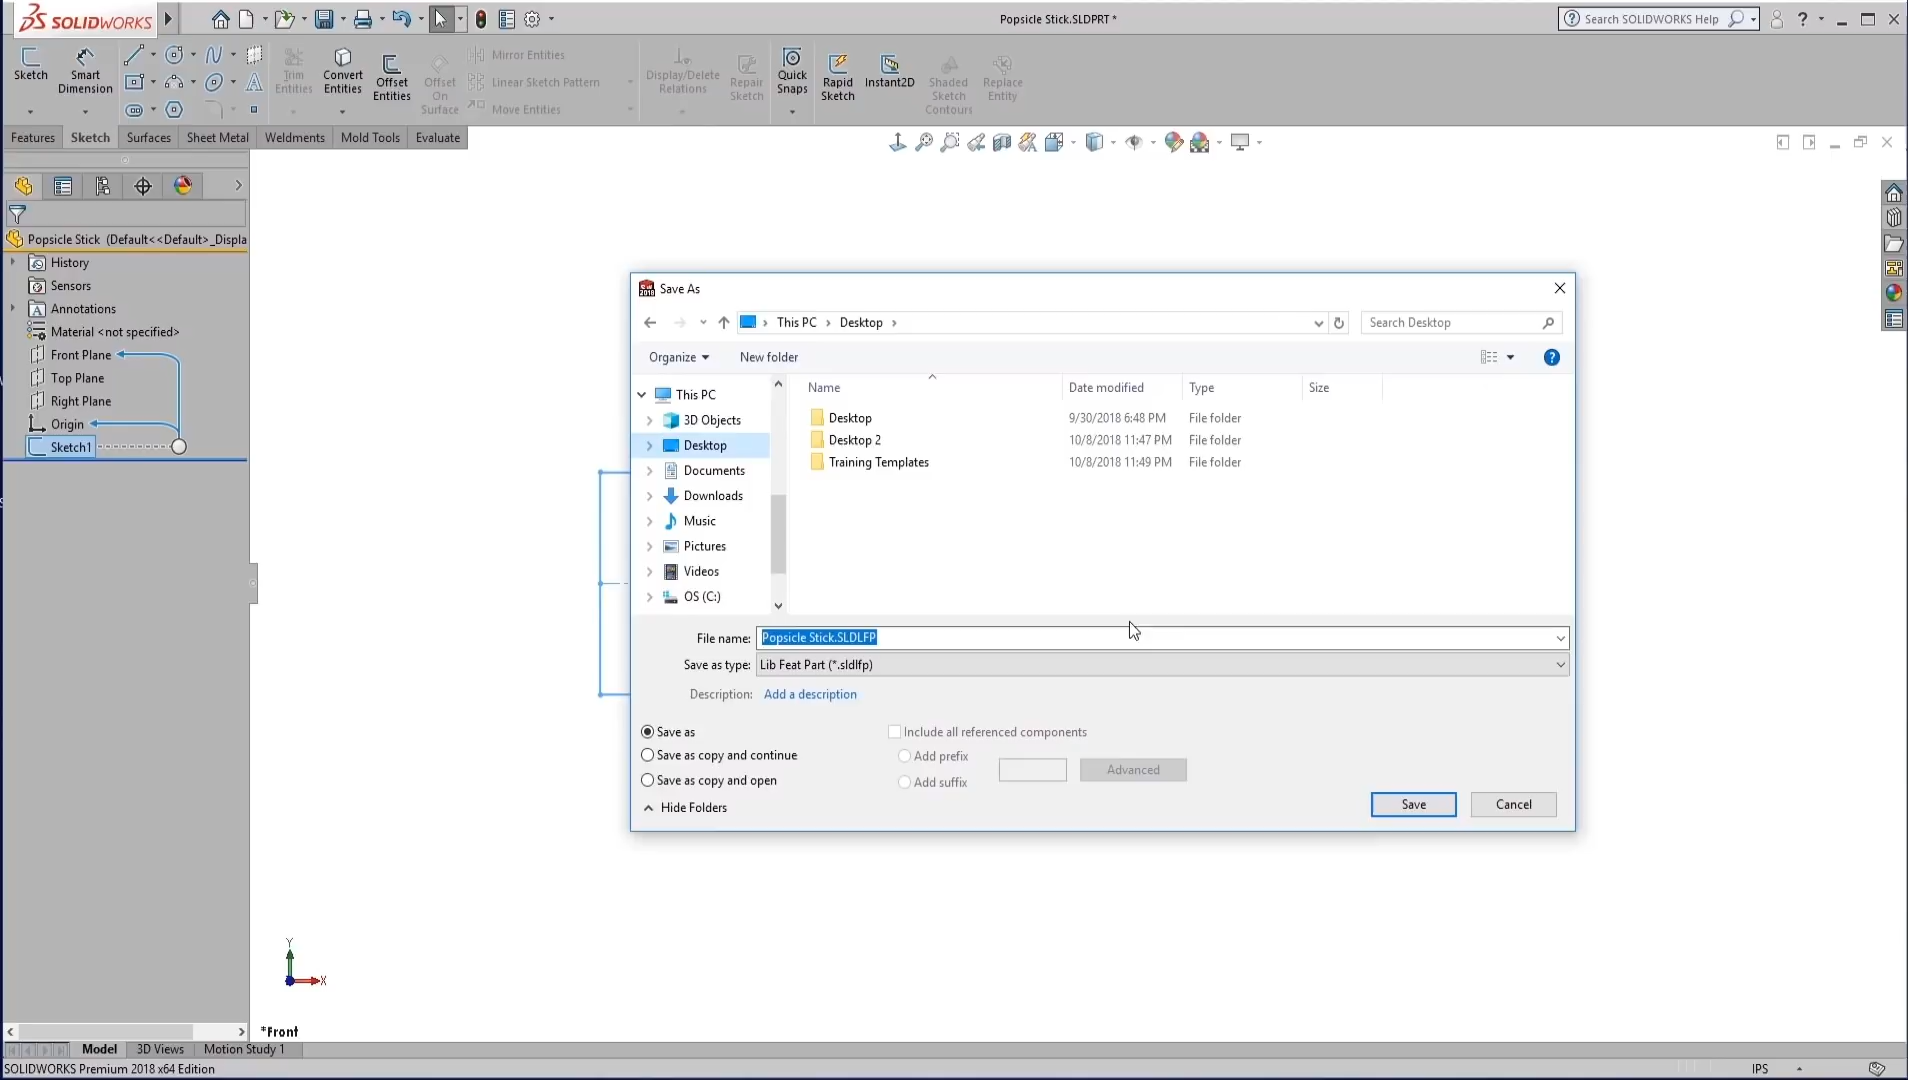 SOLIDWORKS
Popsicle Stick.SLDPRT *
Search SOLIDWORKS Help
?
Sketch
Smart
Dimension
Trim
Entities
Convert
Entities
Offset
Entities
Offset
On
Surface
Mirror Entities
Linear Sketch Pattern
Move Entities
Display/Delete
Relations
Repair
Sketch
Quick
Snaps
Rapid
Sketch
Instant2D
Shaded
Sketch
Contours
Replace
Entity
Features
Sketch
Surfaces
Sheet Metal
Weldments
Mold Tools
Evaluate
Popsicle Stick (Default<<Default>_Displa
History
Sensors
Annotations
Material <not specified>
Front Plane
Top Plane
Right Plane
Origin
Sketch1
Save As
This PC › Desktop ›
Search Desktop
Organize
New folder
This PC
3D Objects
Desktop
Documents
Downloads
Music
Pictures
Videos
OS (C:)
Name
Date modified
Type
Size
Desktop 9/30/2018 6:48 PM File folder
Desktop 2 10/8/2018 11:47 PM File folder
Training Templates 10/8/2018 11:49 PM File folder
File name: Popsicle Stick.SLDLFP
Save as type: Lib Feat Part (*.sldlfp)
Description: Add a description
Save as
Save as copy and continue
Save as copy and open
Include all referenced components
Add prefix
Add suffix
Advanced
Hide Folders
Save
Cancel
Y
X
*Front
Model
3D Views
Motion Study 1
SOLIDWORKS Premium 2018 x64 Edition
IPS